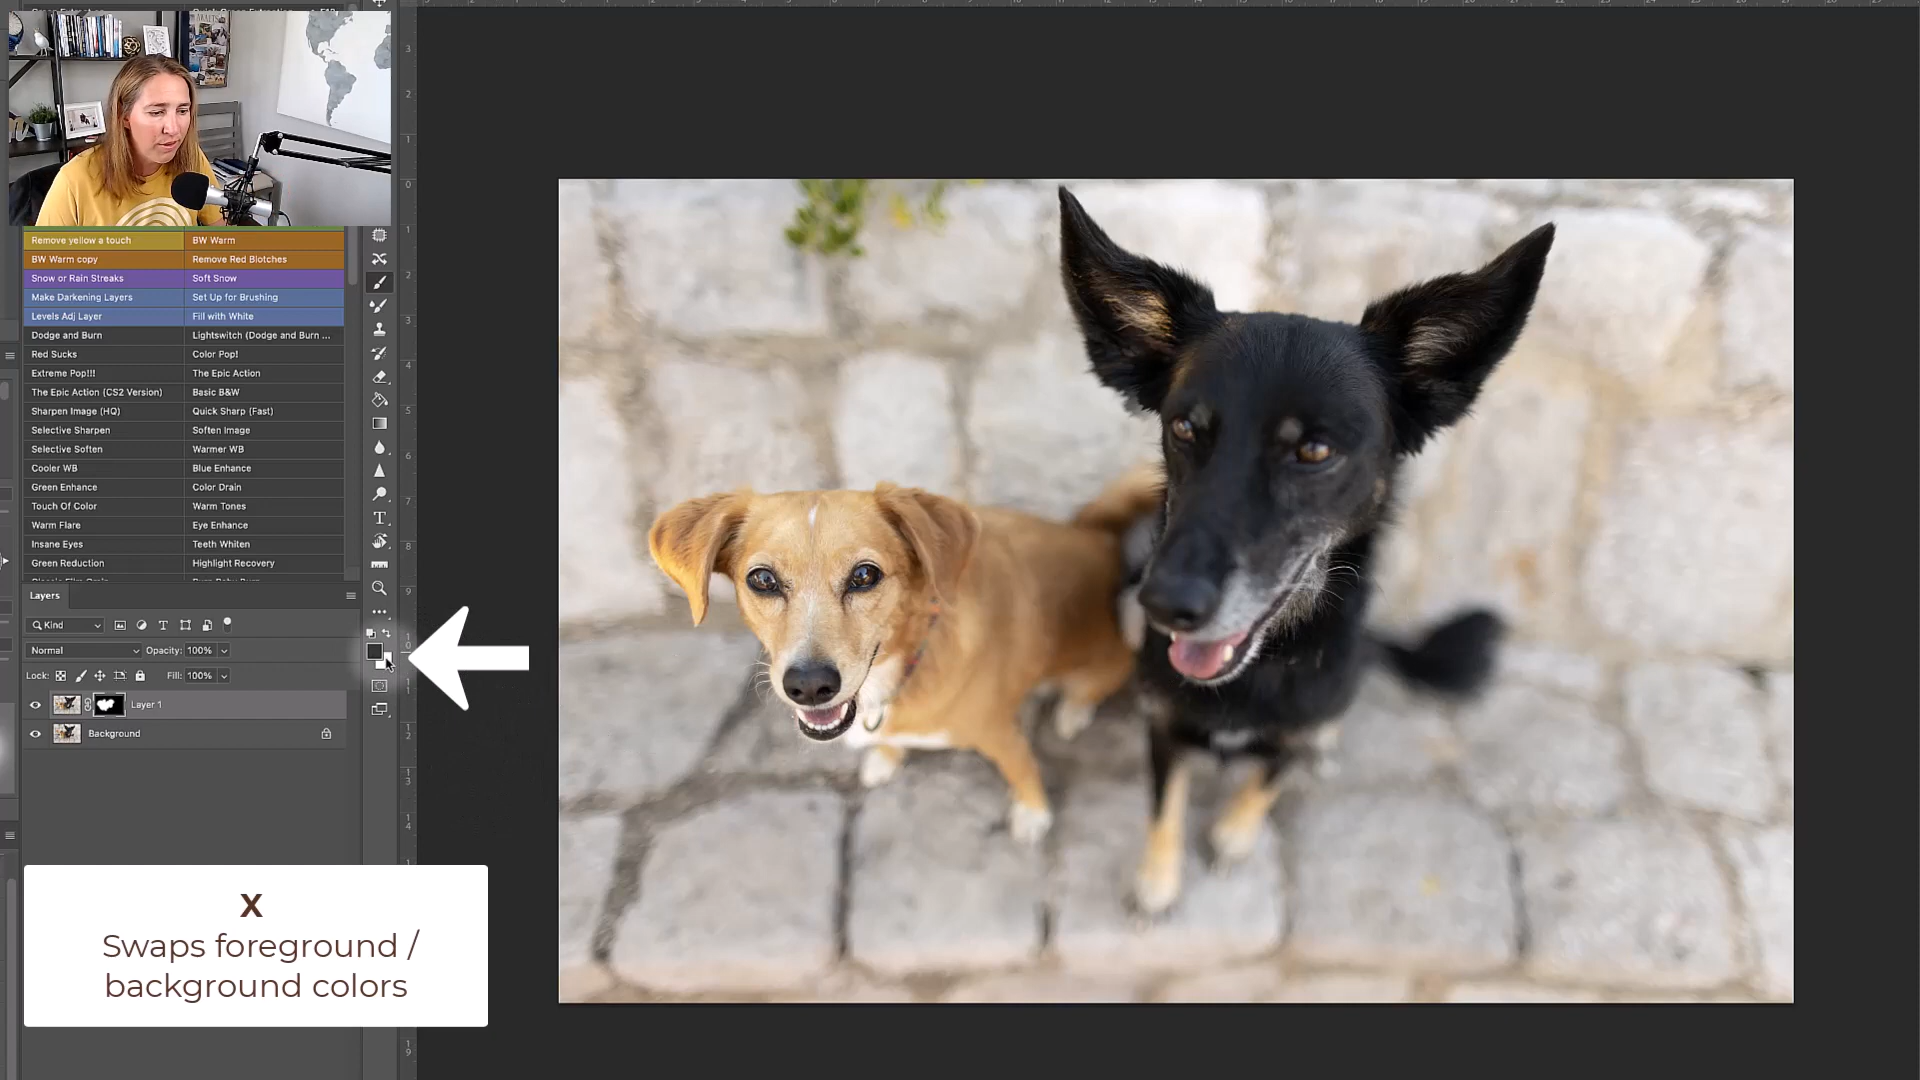 Remove yellow a touch
BW Warm
BW Warm copy
Remove Red Blotches
Snow or Rain Streaks
Soft Snow
Make Darkening Layers
Set Up for Brushing
Levels Adj Layer
Fill with White
Dodge and Burn
Lightswitch (Dodge and Burn ...
Red Sucks
Color Pop!
Extreme Pop!!!
The Epic Action
The Epic Action (CS2 Version)
Basic B&W
Sharpen Image (HQ)
Quick Sharp (Fast)
Selective Sharpen
Soften Image
Selective Soften
Warmer WB
Cooler WB
Blue Enhance
Green Enhance
Color Drain
Touch Of Color
Warm Tones
Warm Flare
Eye Enhance
Insane Eyes
Teeth Whiten
Green Reduction
Highlight Recovery
Layers
Kind
Normal
Opacity: 100%
Lock:
Fill: 100%
Layer 1
Background
X
Swaps foreground /
background colors